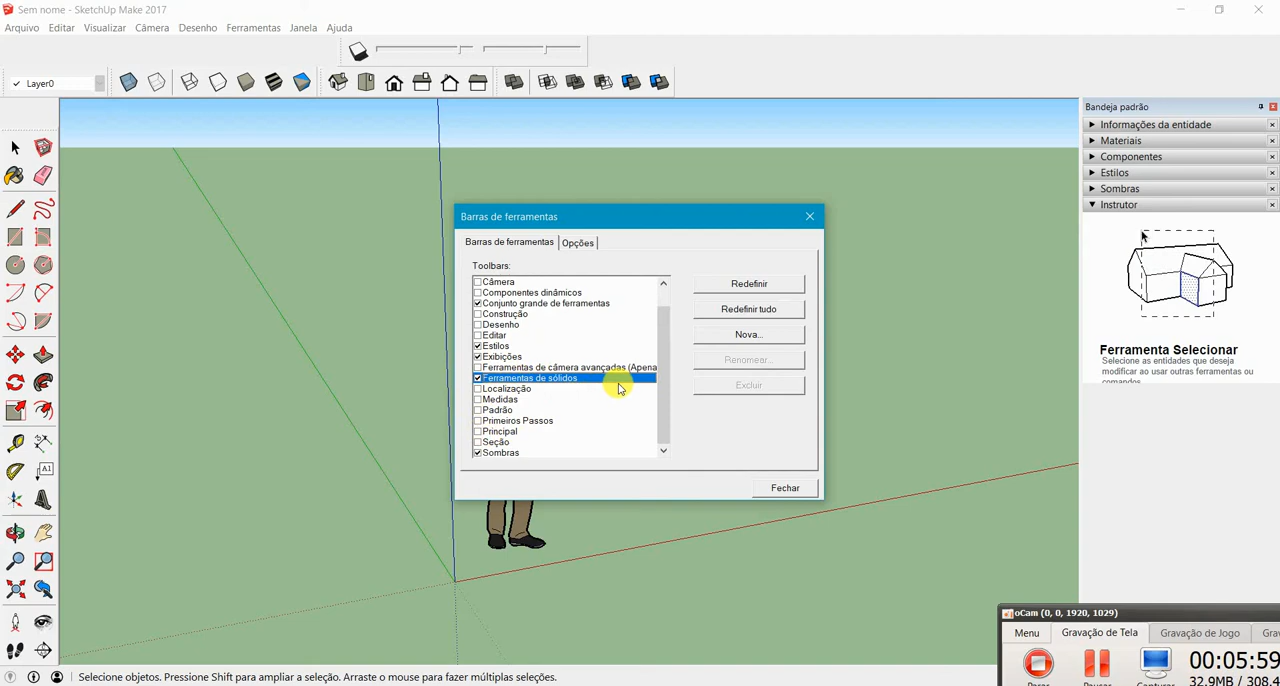 Sem nome - SketchUp Make 2017
Arquivo Editar Visualizar Câmera Desenho Ferramentas Janela Ajuda
Layer0
Bandeja padrão
Informações da entidade
Materiais
Componentes
Estilos
Sombras
Instrutor
Ferramenta Selecionar
Selecione as entidades que deseja
modificar ao usar outras ferramentas ou
comandos
Barras de ferramentas
Barras de ferramentas Opções
Toolbars:
Câmera
Componentes dinâmicos
Conjunto grande de ferramentas
Construção
Desenho
Editar
Estilos
Exibições
Ferramentas de câmera avançadas (Apena
Ferramentas de sólidos
Localização
Medidas
Padrão
Primeiros Passos
Principal
Seção
Sombras
Redefinir
Redefinir tudo
Nova...
Renomear...
Excluir
Fechar
A1
oCam (0, 0, 1920, 1029)
Menu Gravação de Tela Gravação de Jogo Grav
00:05:59
32.9MB / 308.4
Selecione objetos. Pressione Shift para ampliar a seleção. Arraste o mouse para fazer múltiplas seleções.